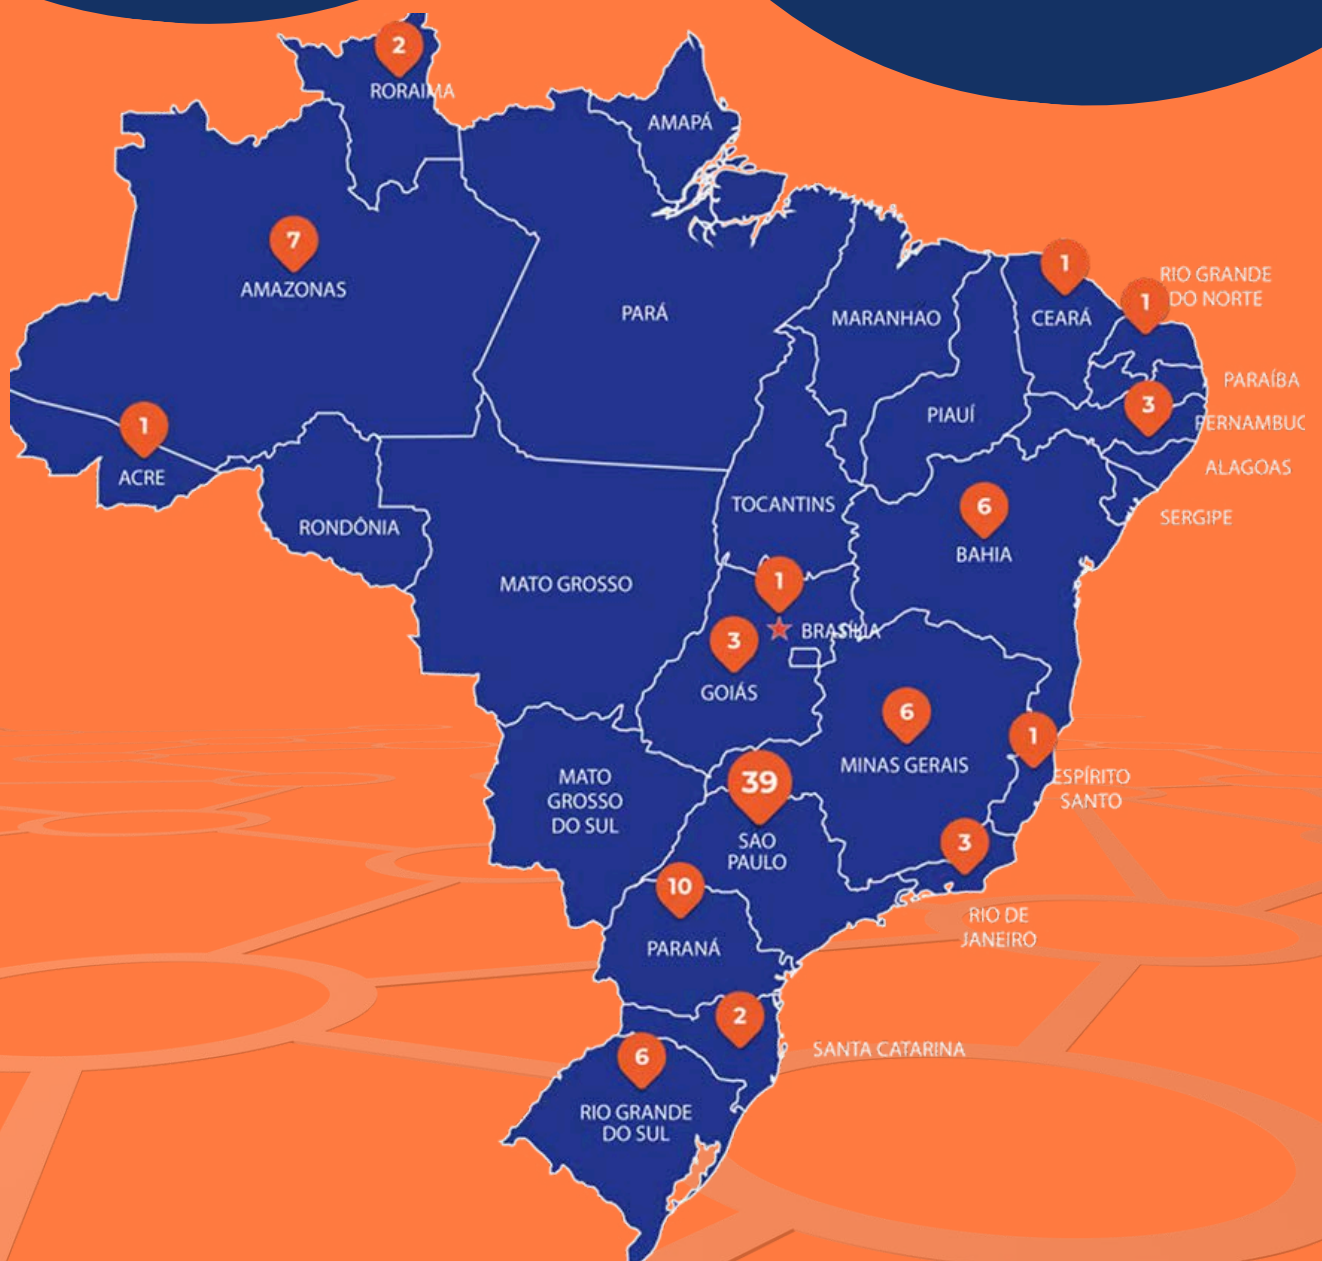 2
RORAIMA
AMAPÁ
7
AMAZONAS
PARÁ
MARANHAO
1
CEARÁ
1
RIO GRANDE
DO NORTE
PARAÍBA
3
PERNAMBUC
PIAUÍ
ALAGOAS
SERGIPE
1
ACRE
RONDÔNIA
TOCANTINS
6
BAHIA
MATO GROSSO
1
BRASÍLIA
3
GOIÁS
6
MINAS GERAIS
1
ESPÍRITO
SANTO
MATO
GROSSO
DO SUL
39
SAO
PAULO
3
RIO DE
JANEIRO
10
PARANÁ
2
SANTA CATARINA
6
RIO GRANDE
DO SUL